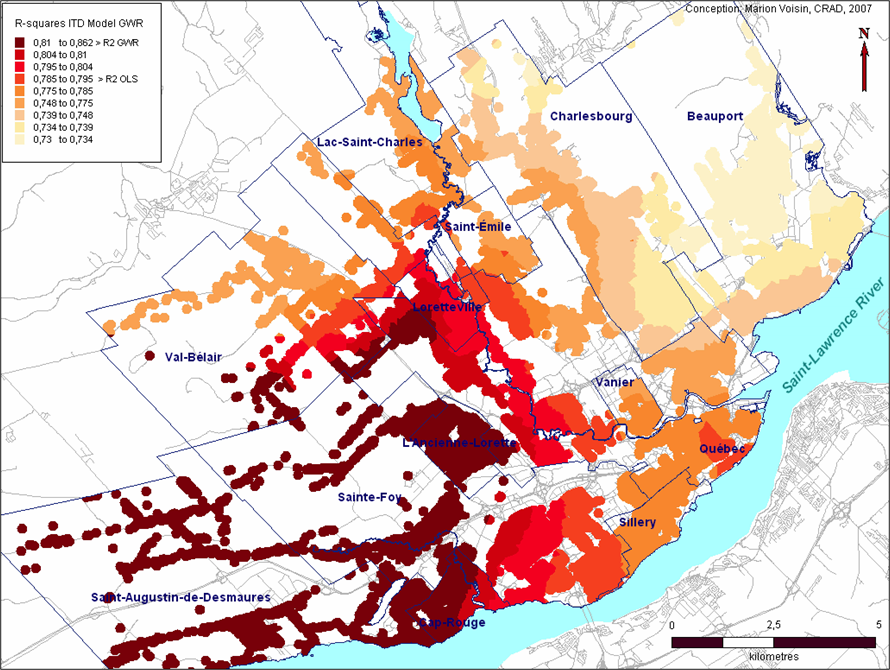 Conception: Marion Voisin, CRAD, 2007
R-squares ITD Model GWR
0,81 to 0,862 > R2 GWR
0,804 to 0,81
0,795 to 0,804
0,785 to 0,795 > R2 OLS
0,775 to 0,785
0,748 to 0,775
0,739 to 0,748
0,734 to 0,739
0,73 to 0,734
N
Charlesbourg
Beauport
Lac-Saint-Charles
Saint-Émile
Loretteville
Saint-Lawrence River
Val-Bélair
Vanier
L'Ancienne-Lorette
Québec
Sainte-Foy
Sillery
Saint-Augustin-de-Desmaures
Cap-Rouge
0 2,5 5
kilometres